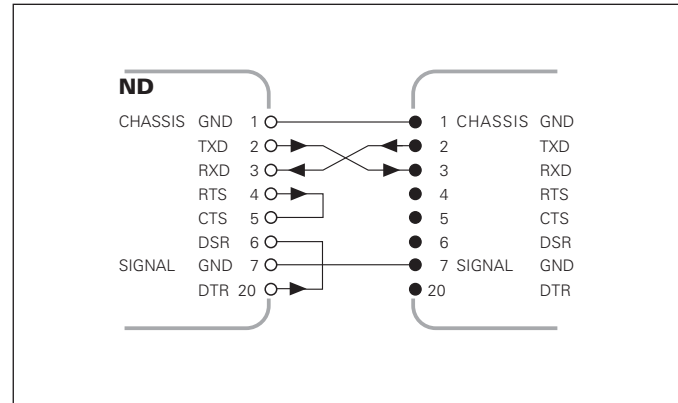 ND
CHASSIS GND 1 1 CHASSIS GND
TXD 2 2 TXD
RXD 3 3 RXD
RTS 4 4 RTS
CTS 5 5 CTS
DSR 6 6 DSR
SIGNAL GND 7 7 SIGNAL GND
DTR 20 20 DTR